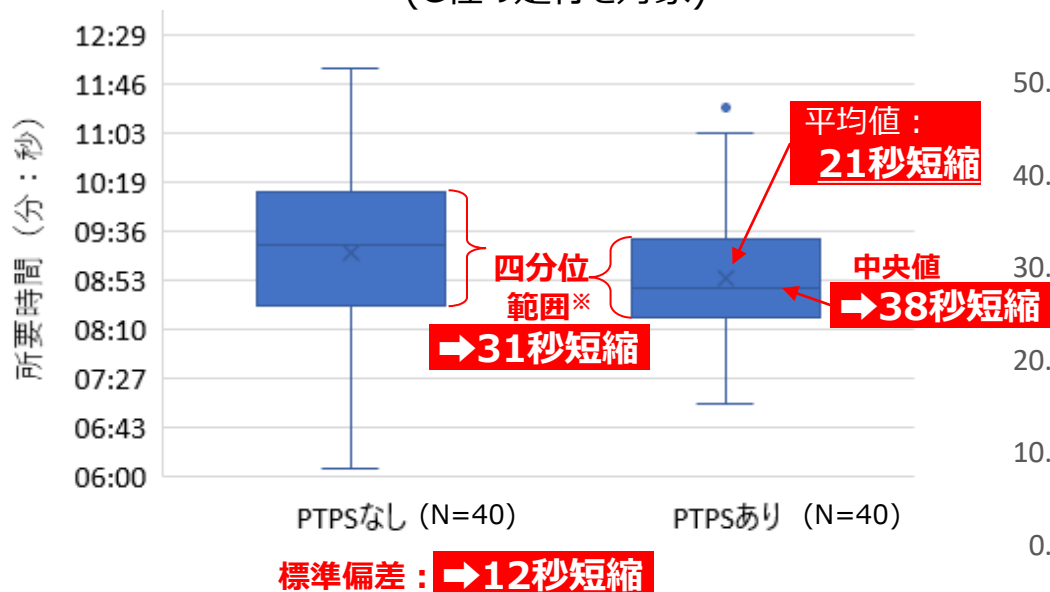 12:29
11:46
11:03
10:19
09:36
08:53
08:10
07:27
06:43
06:00
所要時間（分：秒）
平均値：
21秒短縮
四分位
範囲※
➡31秒短縮
中央値
➡38秒短縮
PTPSなし (N=40)
PTPSあり (N=40)
標準偏差：➡12秒短縮
50.
40.
30.
20.
10.
0.